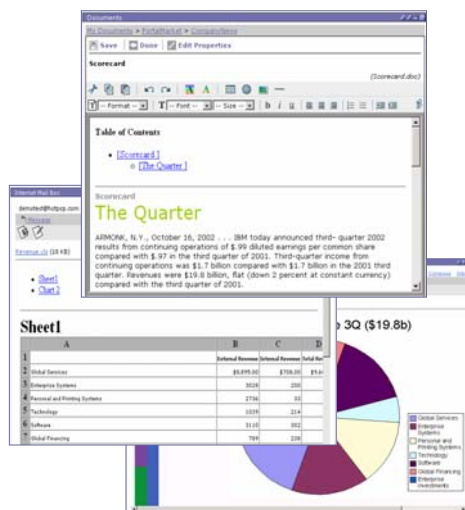 Documents
My Documents > PortalMarket > CompanyNews
Save Done Edit Properties
Scorecard
(Scorecard.doc)
-- Format -- -- Font -- -- Size -- b i u
Table of Contents
[Scorecard ]
[The Quarter ]
Scorecard
The Quarter
ARMONK, N.Y., October 16, 2002 . . . IBM today announced third- quarter 2002
results from continuing operations of $.99 diluted earnings per common share
compared with $.97 in the third quarter of 2001. Third-quarter income from
continuing operations was $1.7 billion compared with $1.7 billion in the 2001 third
quarter. Revenues were $19.8 billion, flat (down 2 percent at constant currency)
compared with the third quarter of 2001.
Internet Mail Box
Message
Revenue.xls (18 KB)
Sheet1
Chart 2
Sheet1
A B C D
1 External Revenue Internal Revenue
2 Global Services $8,895.00 $708.00
3 Enterprise Systems 3028 250
4 Personal and Printing Systems 2736 33
5 Technology 1039 214
6 Software 3110 302
7 Global Financing 789 238
3Q ($19.8b)
Global Services
Enterprise
Systems
Personal and
Printing Systems
Technology
Software
Global Financing
Enterprise
Investments